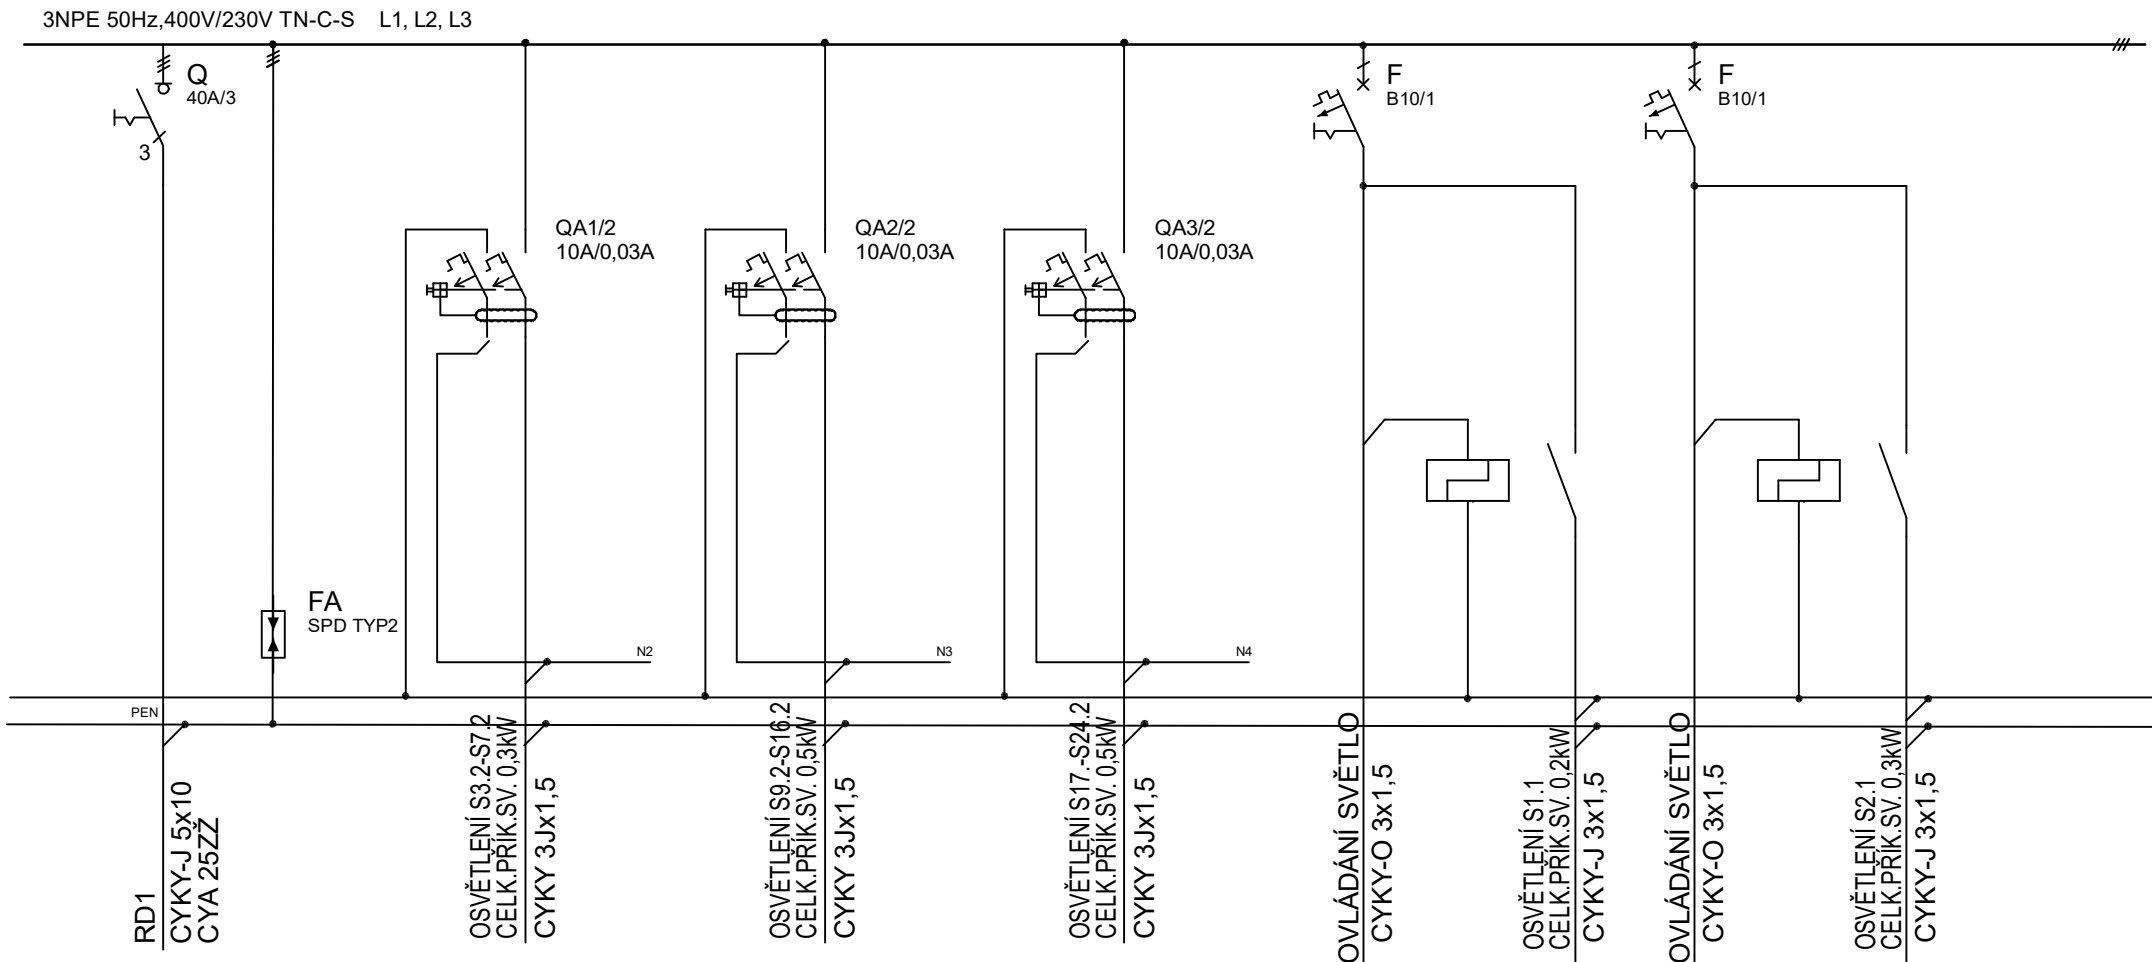 3NPE 50Hz,400V/230V TN-C-S L1, L2, L3
Q
40A/3
3
F
B10/1
F
B10/1
QA1/2
10A/0,03A
QA2/2
10A/0,03A
QA3/2
10A/0,03A
FA
SPD TYP2
N2
N3
N4
PEN
RD1
CYKY-J 5x10
CYA 25ZŽ
OSVĚTLENÍ S3.2-S7.2
CELK.PŘÍK.SV. 0,3kW
CYKY 3Jx1,5
OSVĚTLENÍ S9.2-S16.2
CELK.PŘÍK.SV. 0,5kW
CYKY 3Jx1,5
OSVĚTLENÍ S17.-S24.2
CELK.PŘÍK.SV. 0,5kW
CYKY 3Jx1,5
OVLÁDÁNÍ SVĚTLO
CYKY-O 3x1,5
OSVĚTLENÍ S1.1
CELK.PŘÍK.SV. 0,2kW
CYKY-J 3x1,5
OVLÁDÁNÍ SVĚTLO
CYKY-O 3x1,5
OSVĚTLENÍ S2.1
CELK.PŘÍK.SV. 0,3kW
CYKY-J 3x1,5